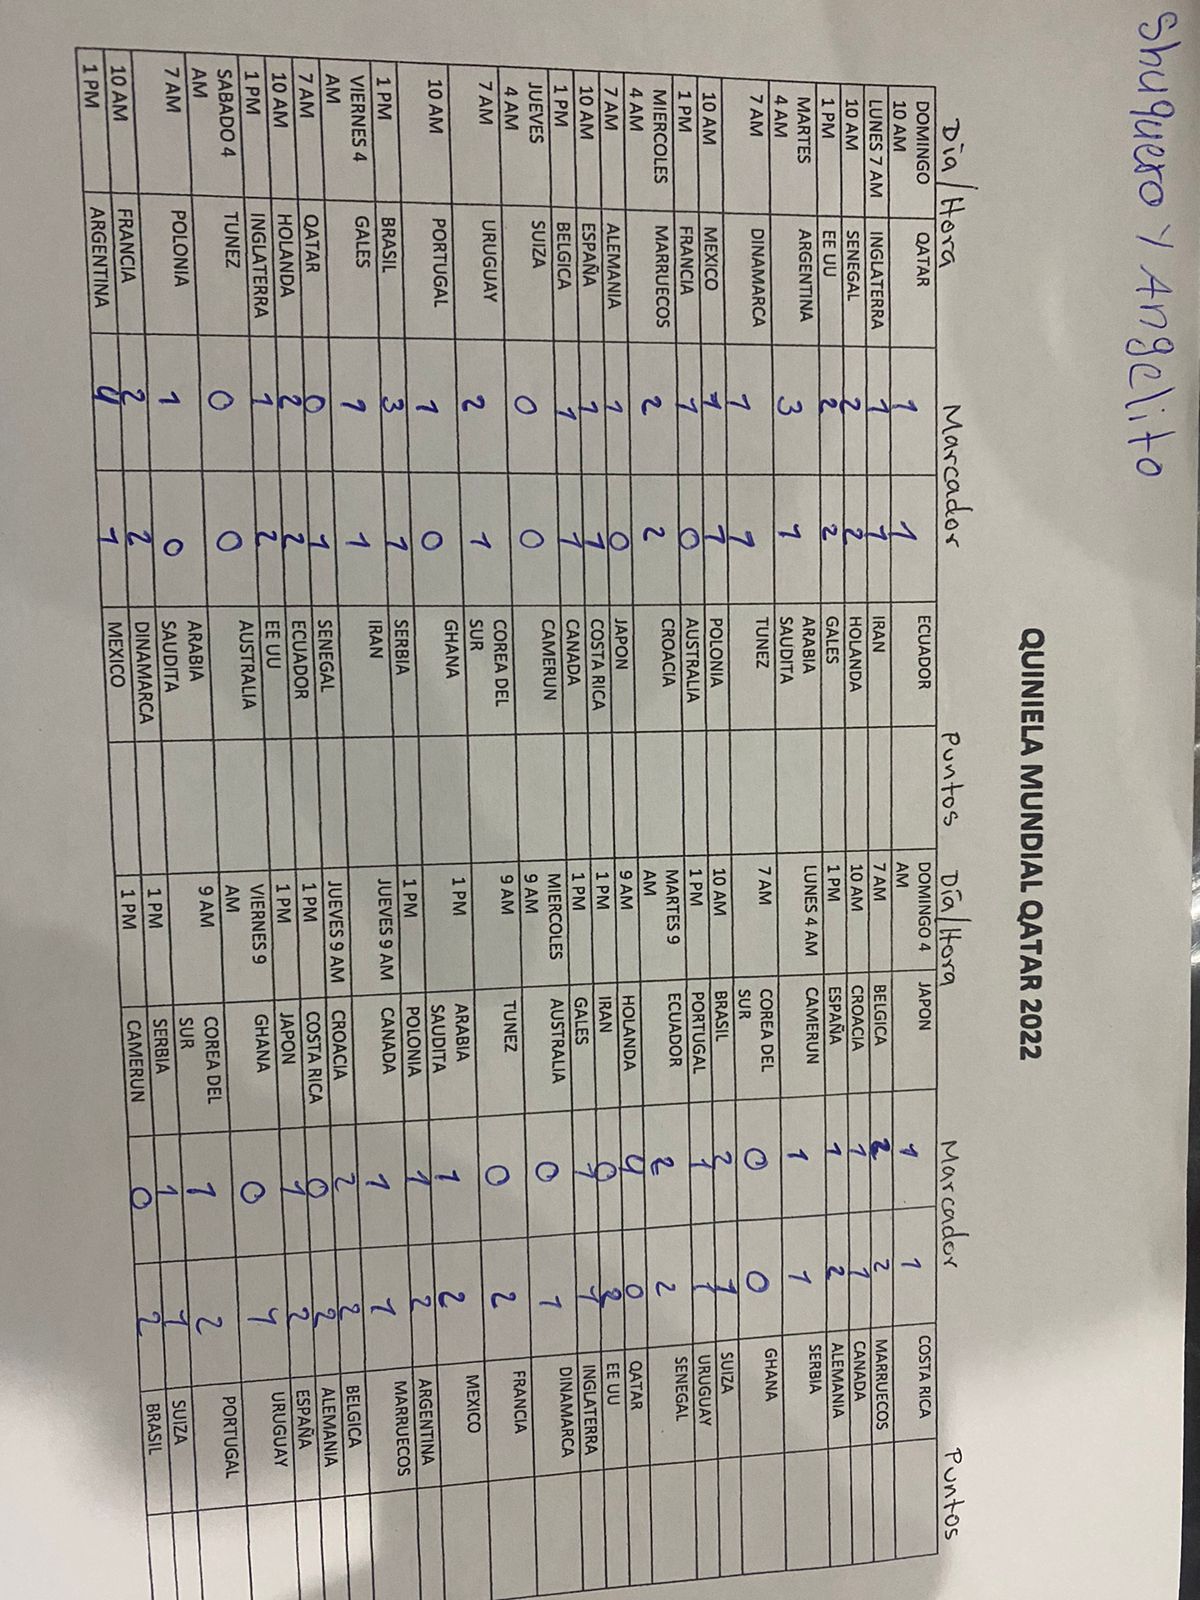 Shuquero Y Angelito
QUINIELA MUNDIAL QATAR 2022
Día/Hora Marcador Puntos Día/Hora Marcador Puntos
DOMINGO 10 AM QATAR 1 1 ECUADOR
LUNES 7 AM INGLATERRA 1 1 IRAN
10 AM SENEGAL 2 2 HOLANDA
1 PM EE UU 2 2 GALES
MARTES 4 AM ARGENTINA 3 1 ARABIA SAUDITA
7 AM DINAMARCA 1 1 TUNEZ
10 AM MEXICO 1 1 POLONIA
1 PM FRANCIA 1 0 AUSTRALIA
MIERCOLES 4 AM MARRUECOS 2 2 CROACIA
7 AM ALEMANIA 1 0 JAPON
10 AM ESPAÑA 1 1 COSTA RICA
1 PM BELGICA 1 1 CANADA
JUEVES 4 AM SUIZA 0 0 CAMERUN
7 AM URUGUAY 2 1 COREA DEL SUR
10 AM PORTUGAL 1 0 GHANA
1 PM BRASIL 3 1 SERBIA
VIERNES 4 AM GALES 1 1 IRAN
7 AM QATAR 0 1 SENEGAL
10 AM HOLANDA 2 2 ECUADOR
1 PM INGLATERRA 1 2 EE UU
SABADO 4 AM TUNEZ 0 0 AUSTRALIA
7 AM POLONIA 1 0 ARABIA SAUDITA
10 AM FRANCIA 2 2 DINAMARCA
1 PM ARGENTINA 4 1 MEXICO
DOMINGO 4 AM JAPON 1 1 COSTA RICA
7 AM BELGICA 2 2 MARRUECOS
10 AM CROACIA 1 1 CANADA
1 PM ESPAÑA 1 2 ALEMANIA
LUNES 4 AM CAMERUN 1 1 SERBIA
7 AM COREA DEL SUR 0 0 GHANA
10 AM BRASIL 2 1 SUIZA
1 PM PORTUGAL 1 1 URUGUAY
MARTES 9 AM ECUADOR 2 2 SENEGAL
9 AM HOLANDA 4 0 QATAR
1 PM IRAN 0 EE UU
1 PM GALES 1 1 INGLATERRA
MIERCOLES 9 AM AUSTRALIA 0 1 DINAMARCA
9 AM TUNEZ 0 2 FRANCIA
1 PM ARABIA SAUDITA 1 2 MEXICO
1 PM POLONIA 1 2 ARGENTINA
JUEVES 9 AM CANADA 1 1 MARRUECOS
JUEVES 9 AM CROACIA 2 2 BELGICA
1 PM COSTA RICA 0 2 ALEMANIA
1 PM JAPON 1 2 ESPAÑA
VIERNES 9 AM GHANA 0 1 URUGUAY
9 AM COREA DEL SUR 1 2 PORTUGAL
1 PM SERBIA 1 1 SUIZA
1 PM CAMERUN 0 2 BRASIL